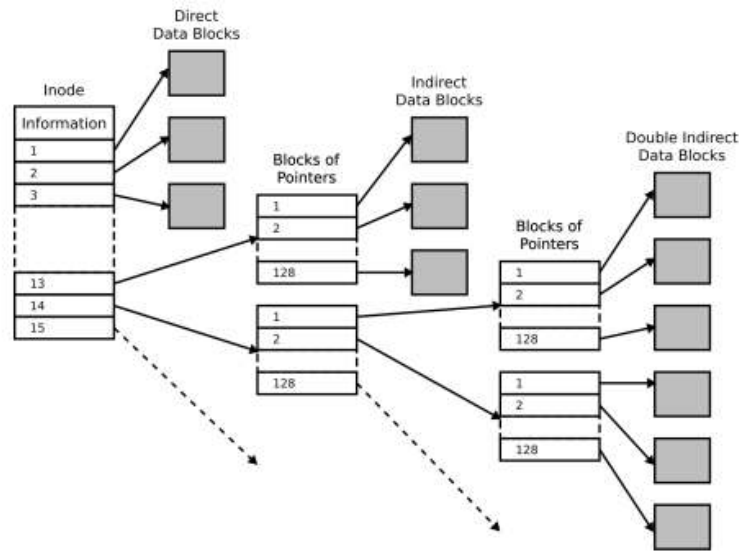 Direct
Data Blocks
Inode
Information
1
2
3
13
14
15
Blocks of
Pointers
1
2
128
1
2
128
Indirect
Data Blocks
Blocks of
Pointers
1
2
128
1
2
128
Double Indirect
Data Blocks